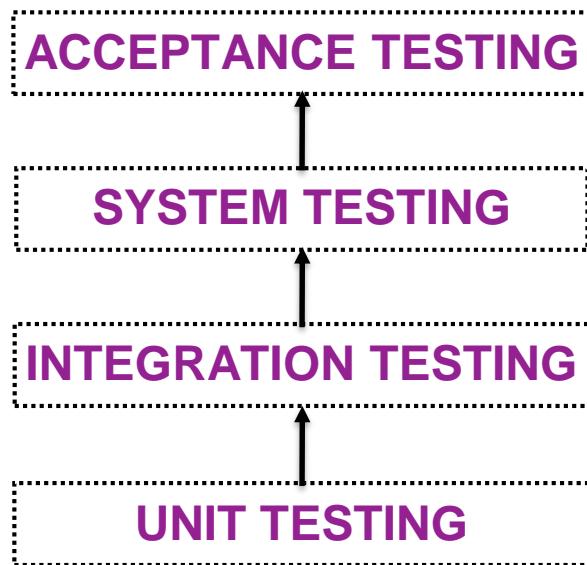 ACCEPTANCE TESTING
SYSTEM TESTING
INTEGRATION TESTING
UNIT TESTING